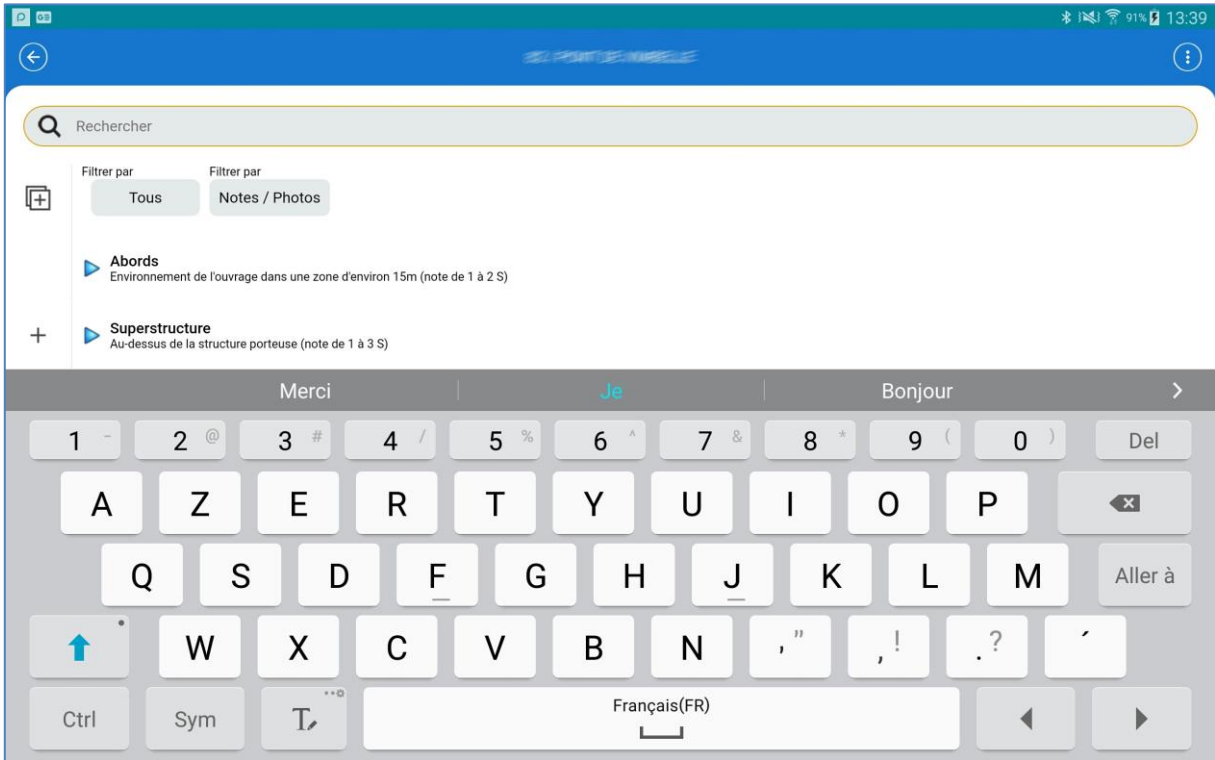 GS 91% 13:39
Rechercher
Filtrer par Filtrer par
Tous Notes / Photos
Abords
Environnement de l'ouvrage dans une zone d'environ 15m (note de 1 à 2 S)
Superstructure
Au-dessus de la structure porteuse (note de 1 à 3 S)
Merci Je Bonjour
1 - 2 @ 3 # 4 / 5 % 6 ^ 7 & 8 * 9 ( 0 ) Del
A Z E R T Y U I O P
Q S D F G H J K L M Aller à
W X C V B N ' " , ! . ? ´
Ctrl Sym T Français(FR)